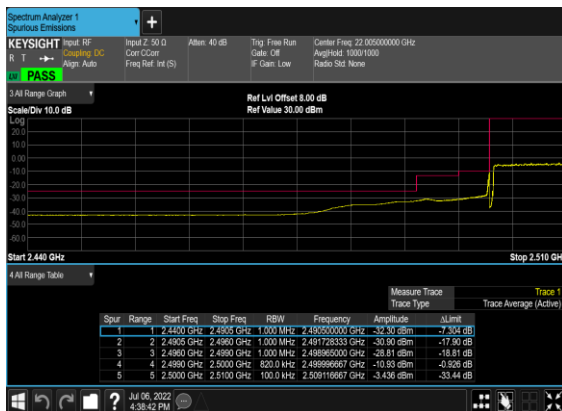 Spectrum Analyzer 1
Spurious Emissions
KEYSIGHT Input: RF
R T Coupling: DC
Align: Auto
Input Z: 50 Ω
Corr CCorr
Freq Ref: Int (S)
Atten: 40 dB
Trig: Free Run
Gate: Off
IF Gain: Low
Center Freq: 22.005000000 GHz
Avg|Hold: 1000/1000
Radio Std: None
PASS
3 All Range Graph
Scale/Div 10.0 dB
Ref Lvl Offset 8.00 dB
Ref Value 30.00 dBm
Log
20.0
10.0
0.00
-10.0
-20.0
-30.0
-40.0
-50.0
-60.0
Start 2.440 GHz
Stop 2.510 GH
4 All Range Table
Measure Trace Trace 1
Trace Type Trace Average (Active)
Spur Range Start Freq Stop Freq RBW Frequency Amplitude ΔLimit
1 1 2.4400 GHz 2.4905 GHz 1.000 MHz 2.490500000 GHz -32.30 dBm -7.304 dB
2 2 2.4905 GHz 2.4960 GHz 1.000 MHz 2.491728333 GHz -30.90 dBm -17.90 dB
3 3 2.4960 GHz 2.4990 GHz 1.000 MHz 2.498965000 GHz -28.81 dBm -18.81 dB
4 4 2.4990 GHz 2.5000 GHz 820.0 kHz 2.499996667 GHz -10.93 dBm -0.926 dB
5 5 2.5000 GHz 2.5100 GHz 100.0 kHz 2.509116667 GHz -3.436 dBm -33.44 dB
Jul 06, 2022
4:38:42 PM